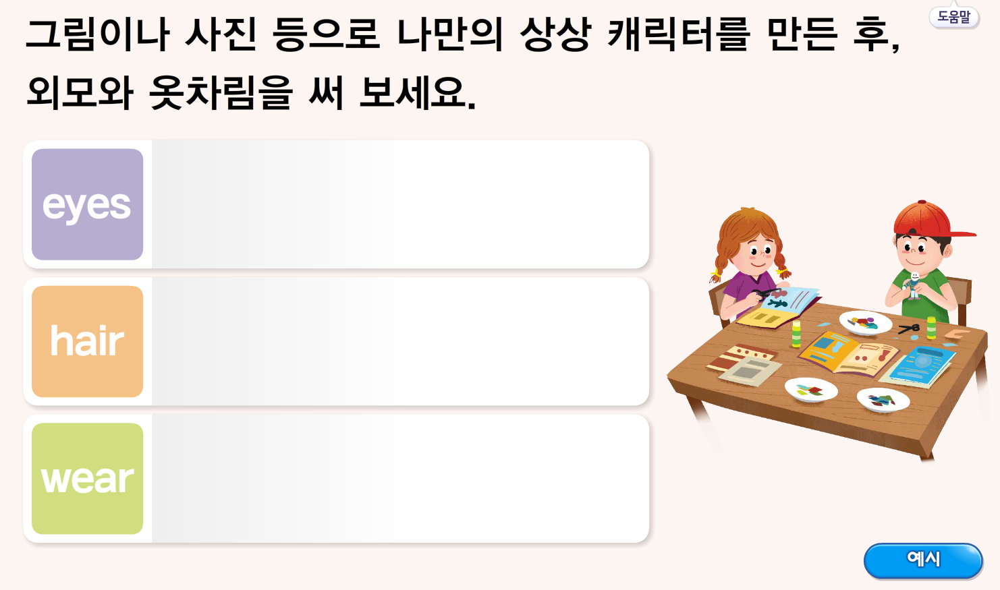 그림이나 사진 등으로 나만의 상상 캐릭터를 만든 후,
외모와 옷차림을 써 보세요.
도움말
eyes
hair
wear
예시